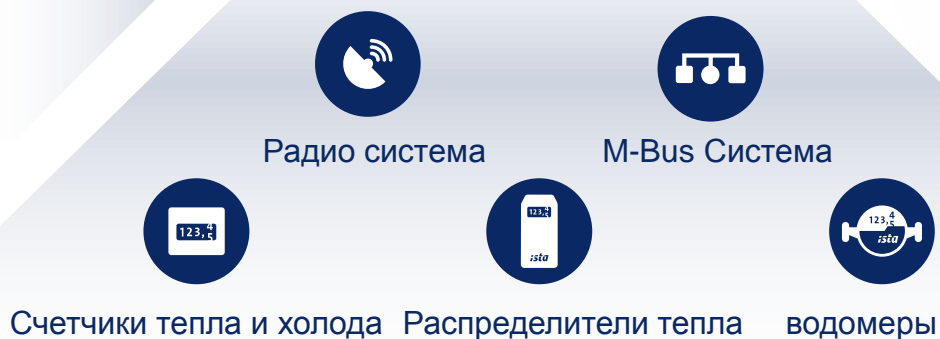 Радио система
M-Bus Система
123,4
5
123,4
5
ista
123,4
5
ista
Счетчики тепла и холода
Распределители тепла
водомеры